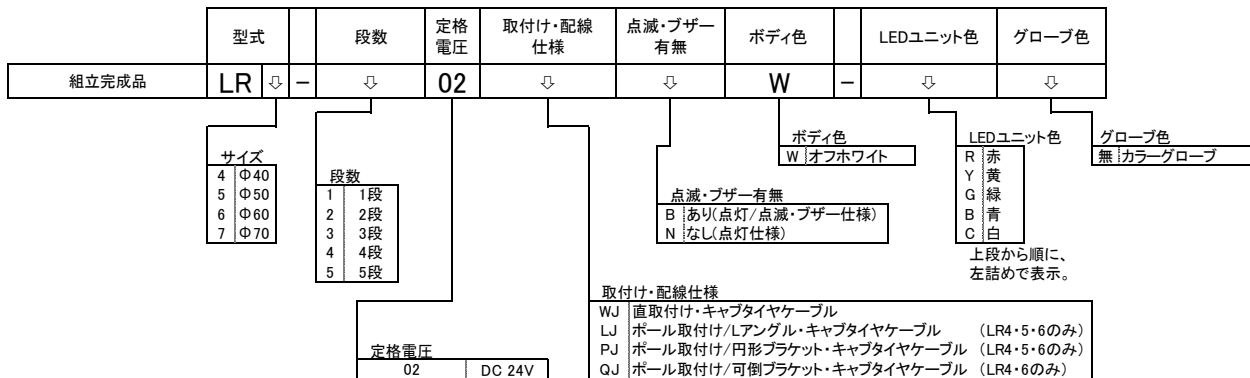 型式 段数 定格電圧 取付け・配線仕様 点滅・ブザー有無 ボディ色 LEDユニット色 グローブ色
組立完成品 LR ⇩ − ⇩ 02 ⇩ ⇩ W − ⇩ ⇩
サイズ
4 Φ40
5 Φ50
6 Φ60
7 Φ70
段数
1 1段
2 2段
3 3段
4 4段
5 5段
定格電圧
02 DC 24V
取付け・配線仕様
WJ 直取付け・キャブタイヤケーブル
LJ ポール取付け/Lアングル・キャブタイヤケーブル (LR4・5・6のみ)
PJ ポール取付け/円形ブラケット・キャブタイヤケーブル (LR4・5・6のみ)
QJ ポール取付け/可倒ブラケット・キャブタイヤケーブル (LR4・6のみ)
点滅・ブザー有無
B あり(点灯/点滅・ブザー仕様)
N なし(点灯仕様)
ボディ色
W オフホワイト
LEDユニット色
R 赤
Y 黄
G 緑
B 青
C 白
上段から順に、
左詰めで表示。
グローブ色
無 カラーグローブ